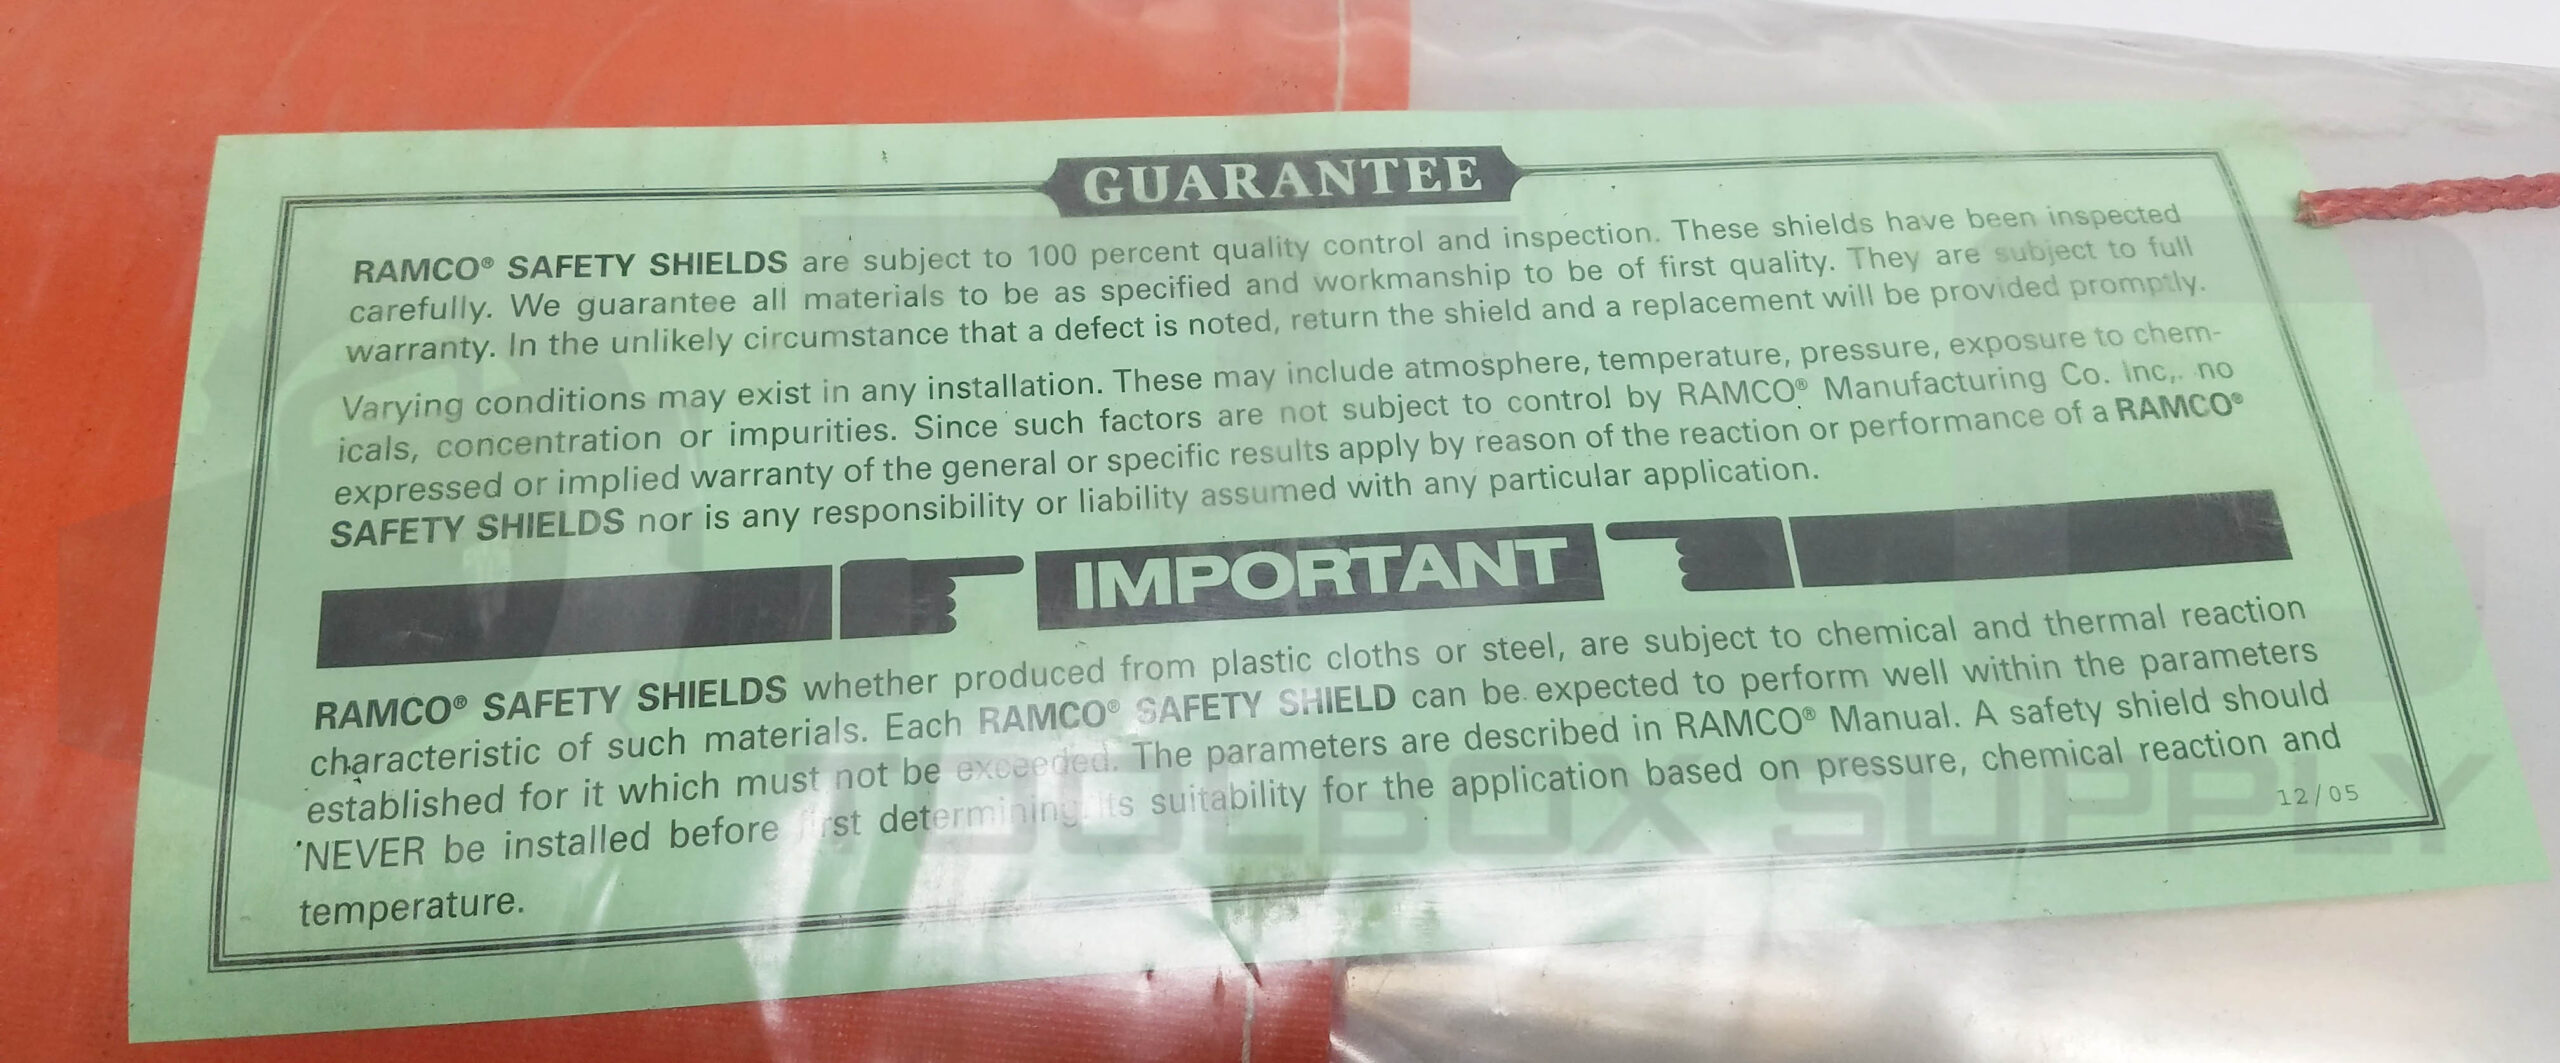 GUARANTEE
RAMCO® SAFETY SHIELDS are subject to 100 percent quality control and inspection. These shields have been inspected
carefully. We guarantee all materials to be as specified and workmanship to be of first quality. They are subject to full
warranty. In the unlikely circumstance that a defect is noted, return the shield and a replacement will be provided promptly.
Varying conditions may exist in any installation. These may include atmosphere, temperature, pressure, exposure to chem-
icals, concentration or impurities. Since such factors are not subject to control by RAMCO® Manufacturing Co. Inc,. no
expressed or implied warranty of the general or specific results apply by reason of the reaction or performance of a RAMCO®
SAFETY SHIELDS nor is any responsibility or liability assumed with any particular application.
IMPORTANT
RAMCO® SAFETY SHIELDS whether produced from plastic cloths or steel, are subject to chemical and thermal reaction
characteristic of such materials. Each RAMCO® SAFETY SHIELD can be expected to perform well within the parameters
established for it which must not be exceeded. The parameters are described in RAMCO® Manual. A safety shield should
NEVER be installed before first determining its suitability for the application based on pressure, chemical reaction and
temperature.
12/05
TOOLBOX SUPPLY